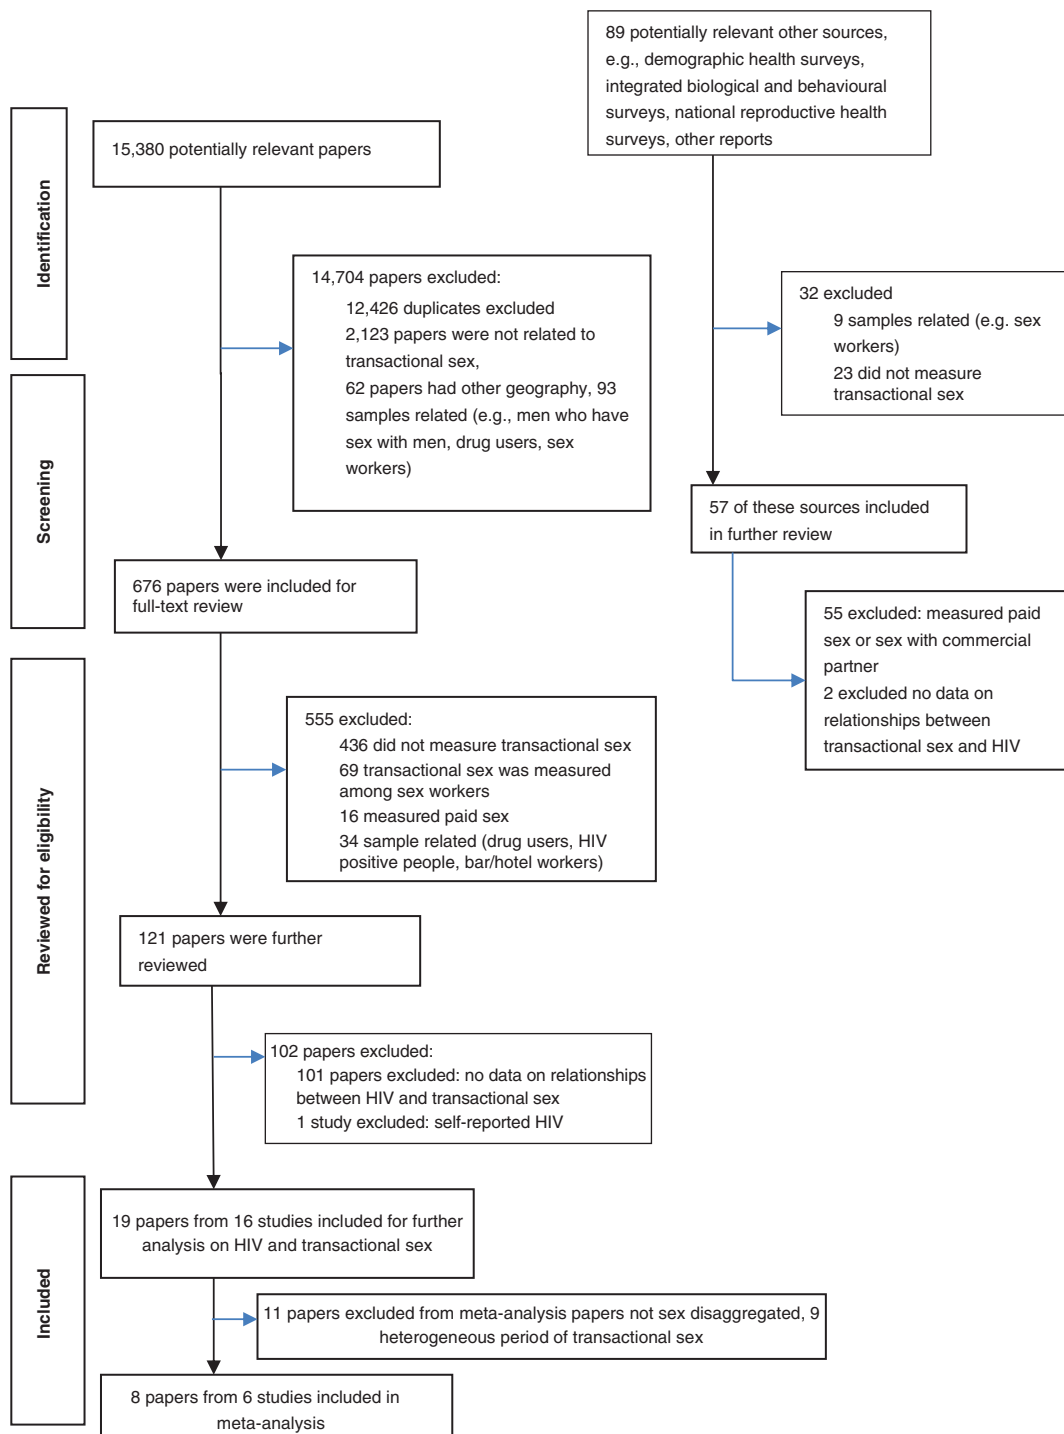 Identification
Screening
Reviewed for eligibility
Included
15,380 potentially relevant papers
14,704 papers excluded:
12,426 duplicates excluded
2,123 papers were not related to
transactional sex,
62 papers had other geography, 93
samples related (e.g., men who have
sex with men, drug users, sex
workers)
676 papers were included for
full-text review
555 excluded:
436 did not measure transactional sex
69 transactional sex was measured
among sex workers
16 measured paid sex
34 sample related (drug users, HIV
positive people, bar/hotel workers)
121 papers were further
reviewed
102 papers excluded:
101 papers excluded: no data on relationships
between HIV and transactional sex
1 study excluded: self-reported HIV
19 papers from 16 studies included for further
analysis on HIV and transactional sex
11 papers excluded from meta-analysis papers not sex disaggregated, 9
heterogeneous period of transactional sex
8 papers from 6 studies included in
meta-analysis
89 potentially relevant other sources,
e.g., demographic health surveys,
integrated biological and behavioural
surveys, national reproductive health
surveys, other reports
32 excluded
9 samples related (e.g. sex
workers)
23 did not measure
transactional sex
57 of these sources included
in further review
55 excluded: measured paid
sex or sex with commercial
partner
2 excluded no data on
relationships between
transactional sex and HIV